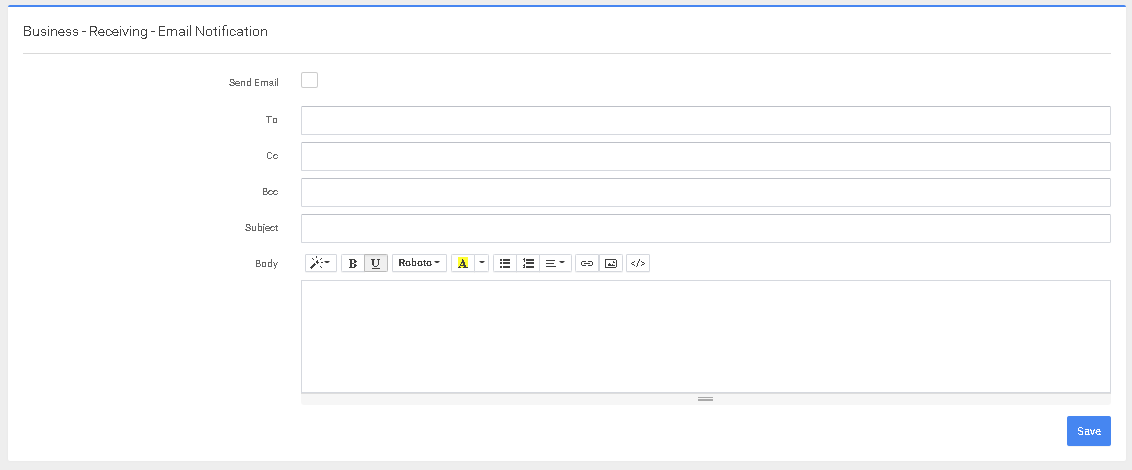 Business - Receiving - Email Notification
Send Email
To
Cc
Bcc
Subject
Body
B U Roboto A </>
Save